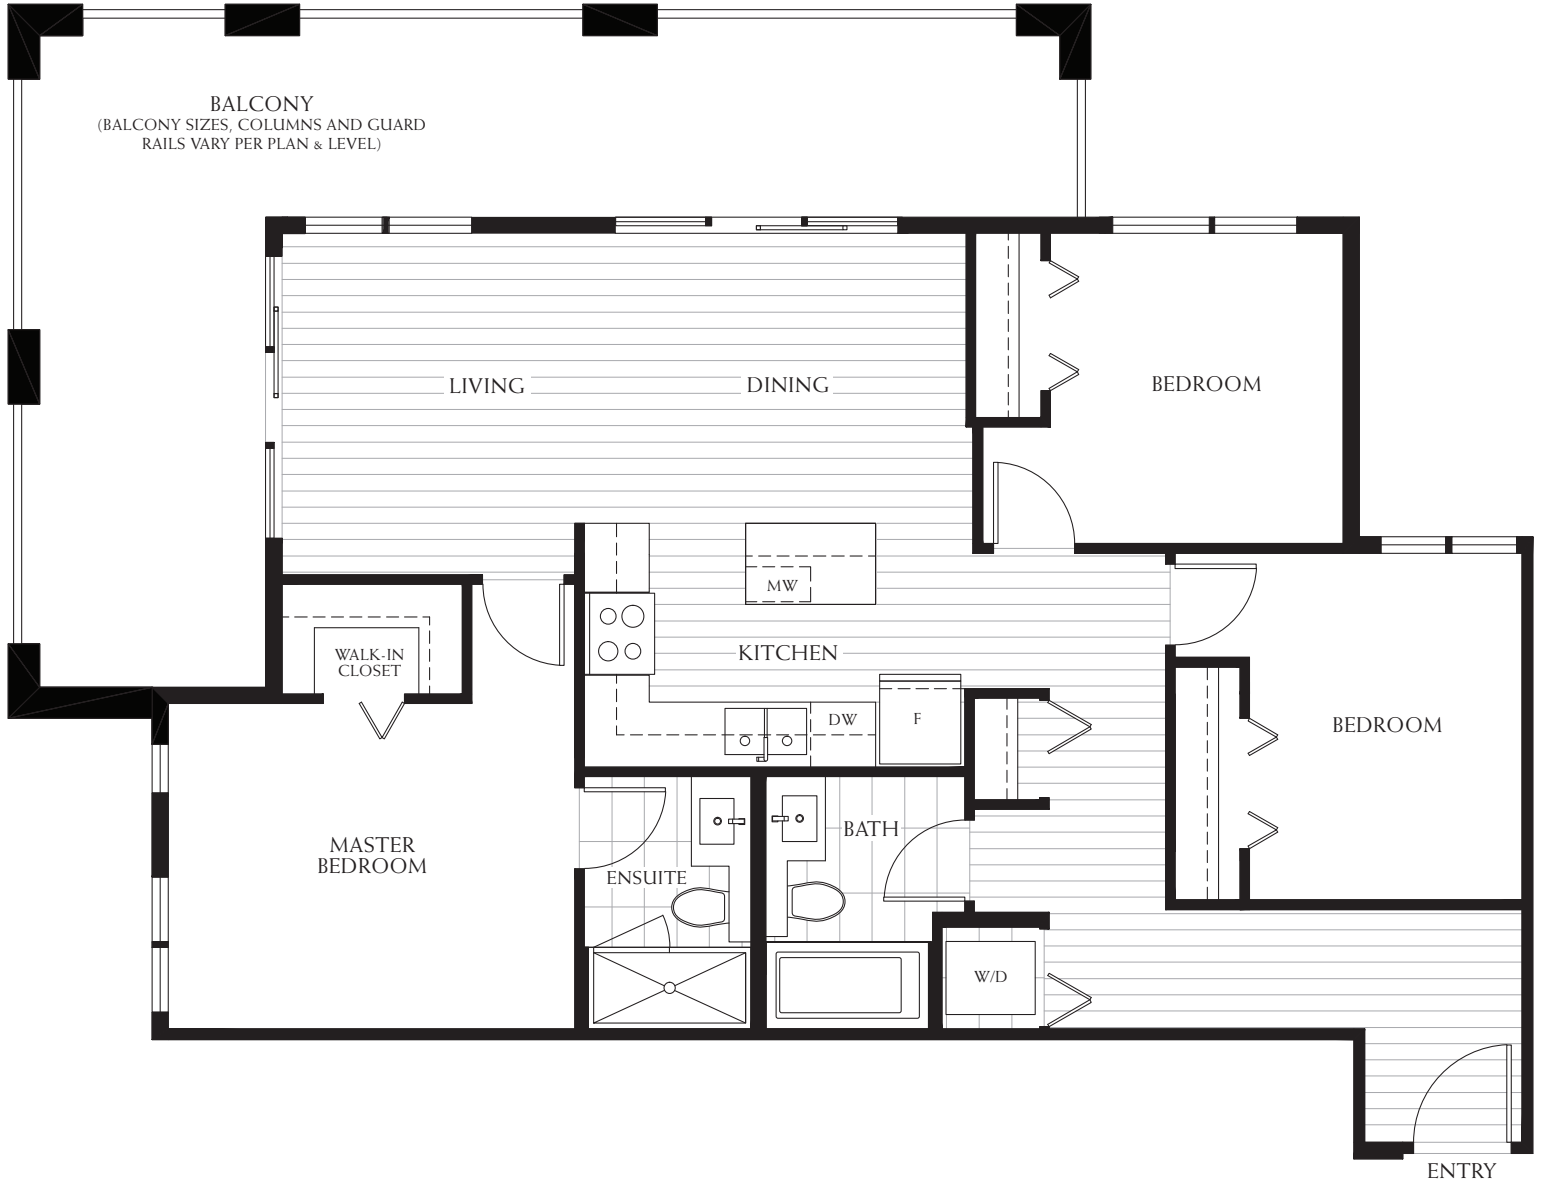 BALCONY
(BALCONY SIZES, COLUMNS AND GUARD
RAILS VARY PER PLAN & LEVEL)
LIVING
DINING
BEDROOM
MW
WALK-IN
CLOSET
KITCHEN
DW
F
BEDROOM
MASTER
BEDROOM
ENSUITE
BATH
W/D
ENTRY